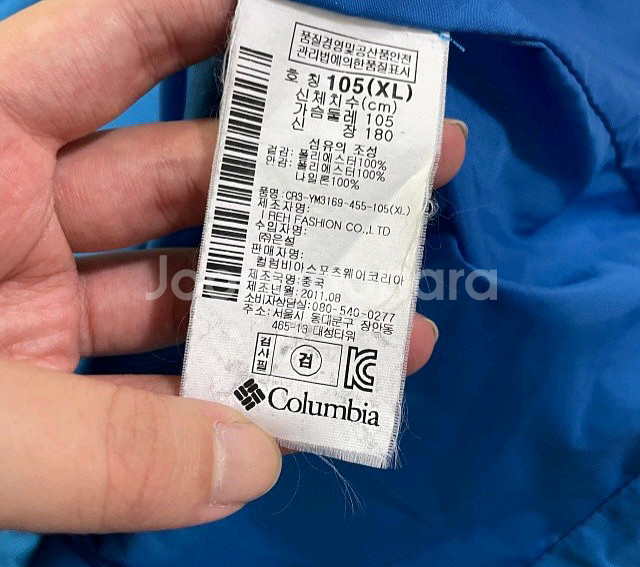 품질경영및공산품안전
관리법에의한품질표시
호 칭 105(XL)
신체치수(cm)
가슴둘레 105
신 장 180
섬유의 조성
겉감: 폴리에스터100%
안감: 폴리에스터100%
나일론100%
품명: CR3-YM3169-455-105(XL)
제조자명:
I REH FASHION CO.,LTD
수입자명:
(주)은성
판매자명:
컬럼비아스포츠웨어코리아
제조국명:중국
제조년월:2011.08
소비자상담실:080-540-0277
주소:서울시 동대문구 장안동
465-13 대성타워
검사필 검
Columbia